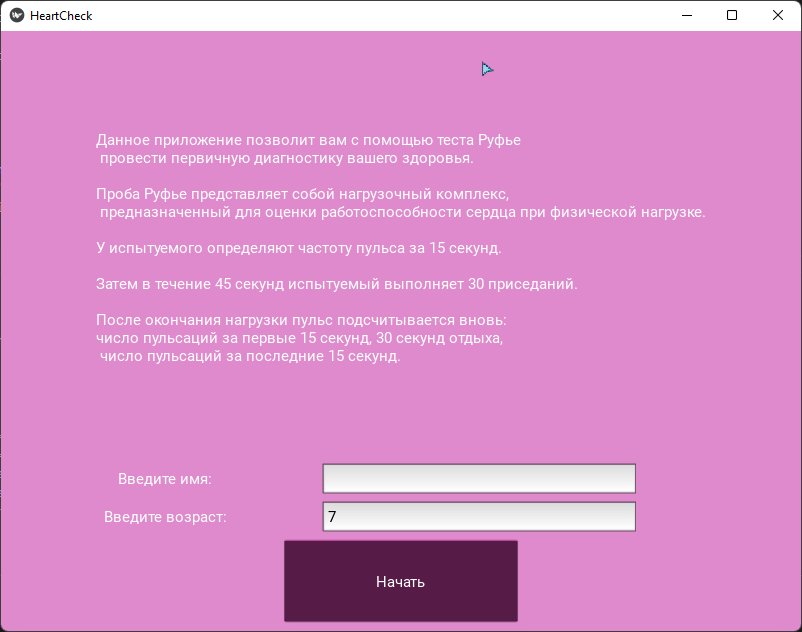 HeartCheck
Данное приложение позволит вам с помощью теста Руфье
провести первичную диагностику вашего здоровья.
Проба Руфье представляет собой нагрузочный комплекс,
предназначенный для оценки работоспособности сердца при физической нагрузке.
У испытуемого определяют частоту пульса за 15 секунд.
Затем в течение 45 секунд испытуемый выполняет 30 приседаний.
После окончания нагрузки пульс подсчитывается вновь:
число пульсаций за первые 15 секунд, 30 секунд отдыха,
число пульсаций за последние 15 секунд.
Введите имя:
Введите возраст: 7
Начать